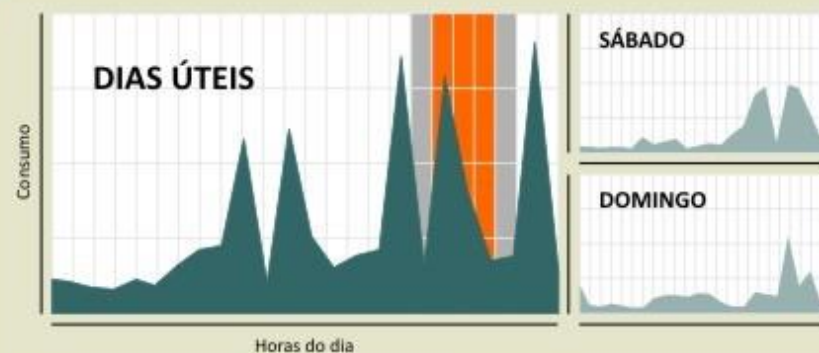 DIAS ÚTEIS
Consumo
Horas do dia
SÁBADO
DOMINGO